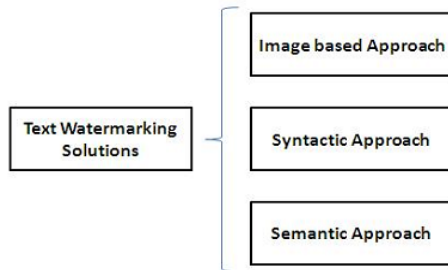 Image based Approach
Text Watermarking
Solutions
Syntactic Approach
Semantic Approach